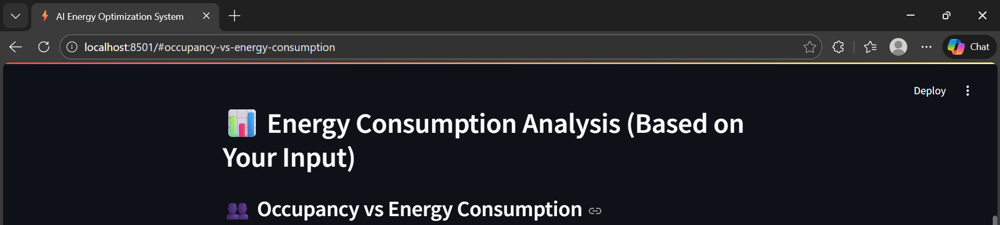 AI Energy Optimization System
localhost:8501/#occupancy-vs-energy-consumption
Chat
Deploy
Energy Consumption Analysis (Based on
Your Input)
Occupancy vs Energy Consumption